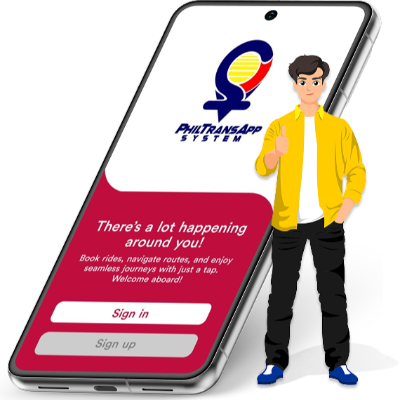 PHILTRANSAPP
SYSTEM
There's a lot happening
around you!
Book rides, navigate routes, and enjoy
seamless journeys with just a tap.
Welcome aboard!
Sign in
Sign up